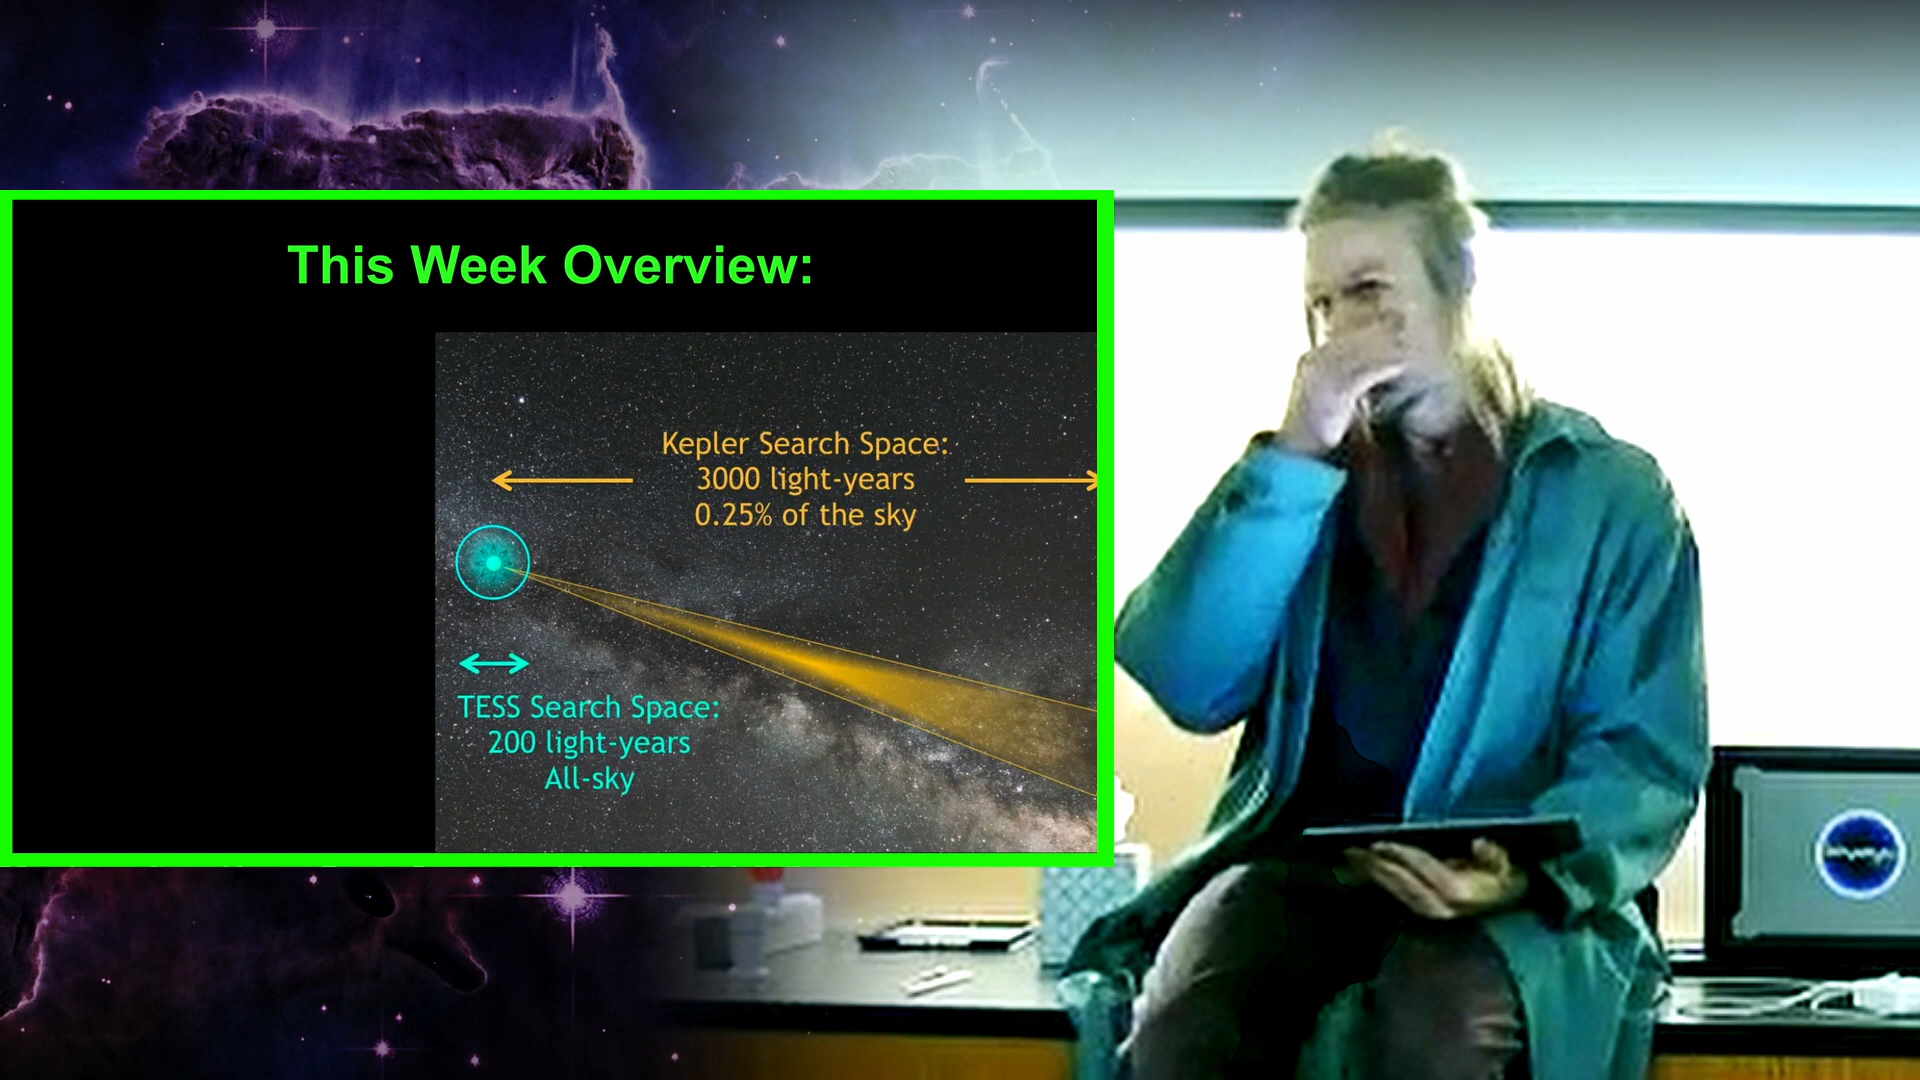 This Week Overview:
Kepler Search Space:
3000 light-years
0.25% of the sky
TESS Search Space:
200 light-years
All-sky